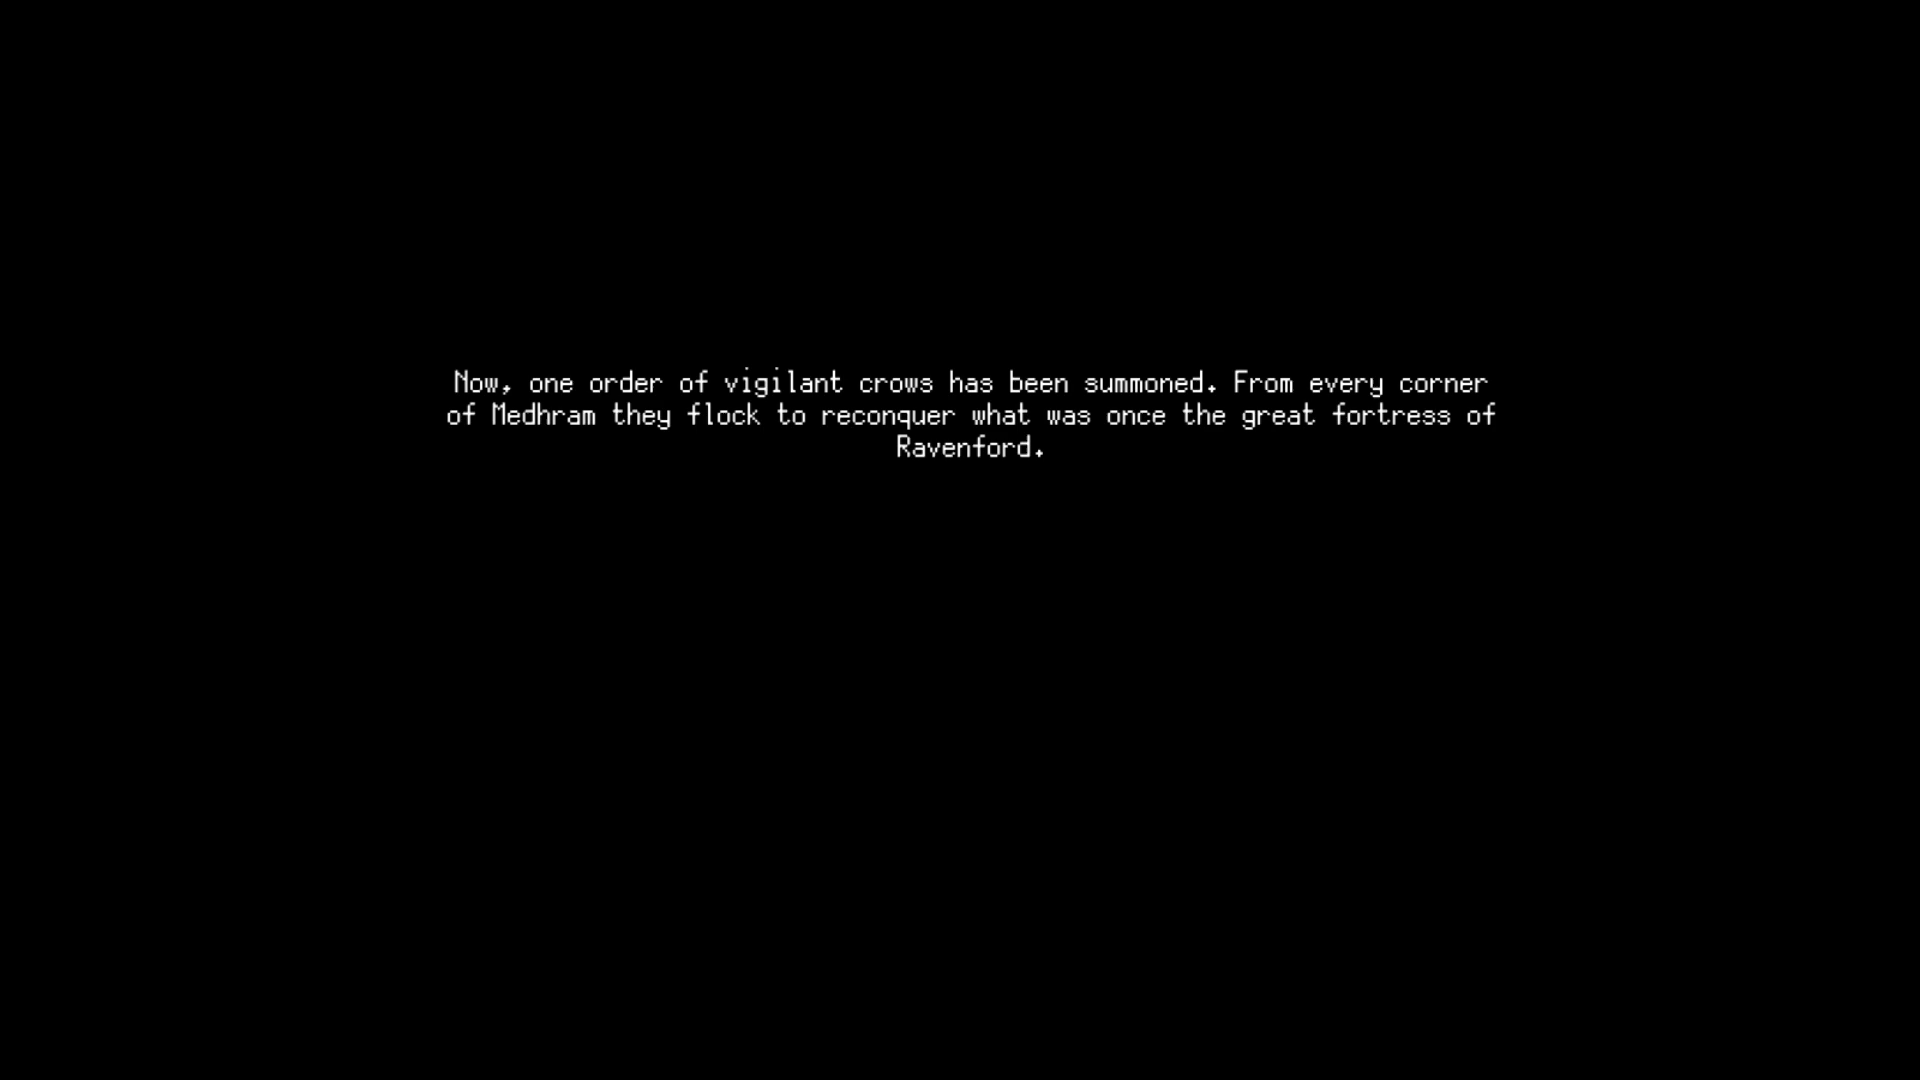 Now, one order of vigilant crows has been summoned. From every corner
of Medhram they flock to reconquer what was once the great fortress of
Ravenford.